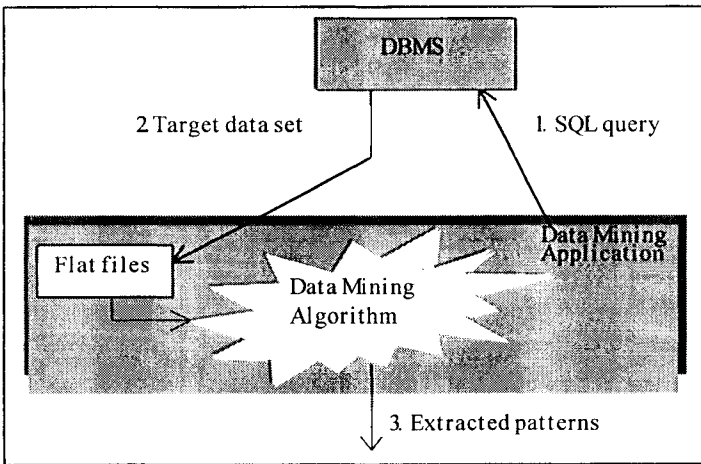 DBMS
2 Target data set
1. SQL query
Data Mining
Application
Flat files
Data Mining
Algorithm
3. Extracted patterns